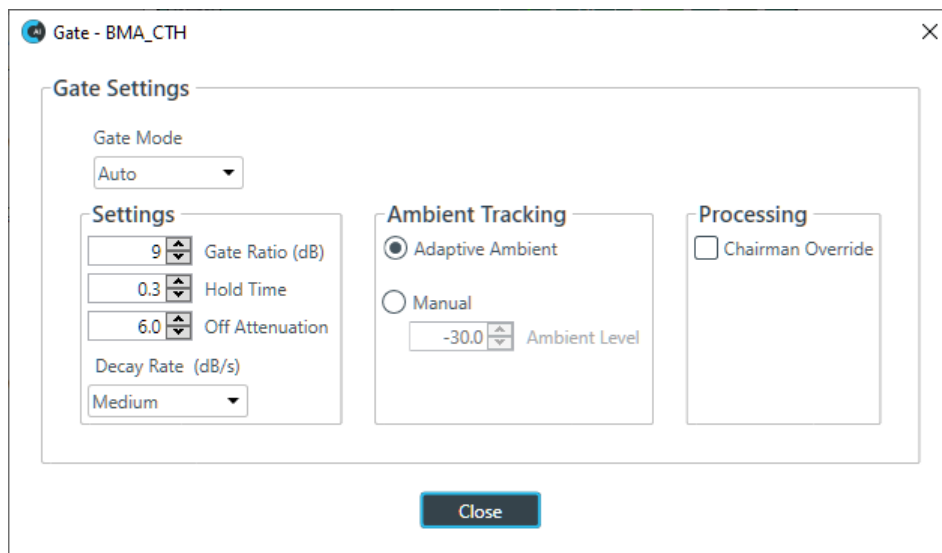 Gate - BMA_CTH
Gate Settings
Gate Mode
Auto
Settings
9 Gate Ratio (dB)
0.3 Hold Time
6.0 Off Attenuation
Decay Rate (dB/s)
Medium
Ambient Tracking
Adaptive Ambient
Manual
-30.0 Ambient Level
Processing
Chairman Override
Close